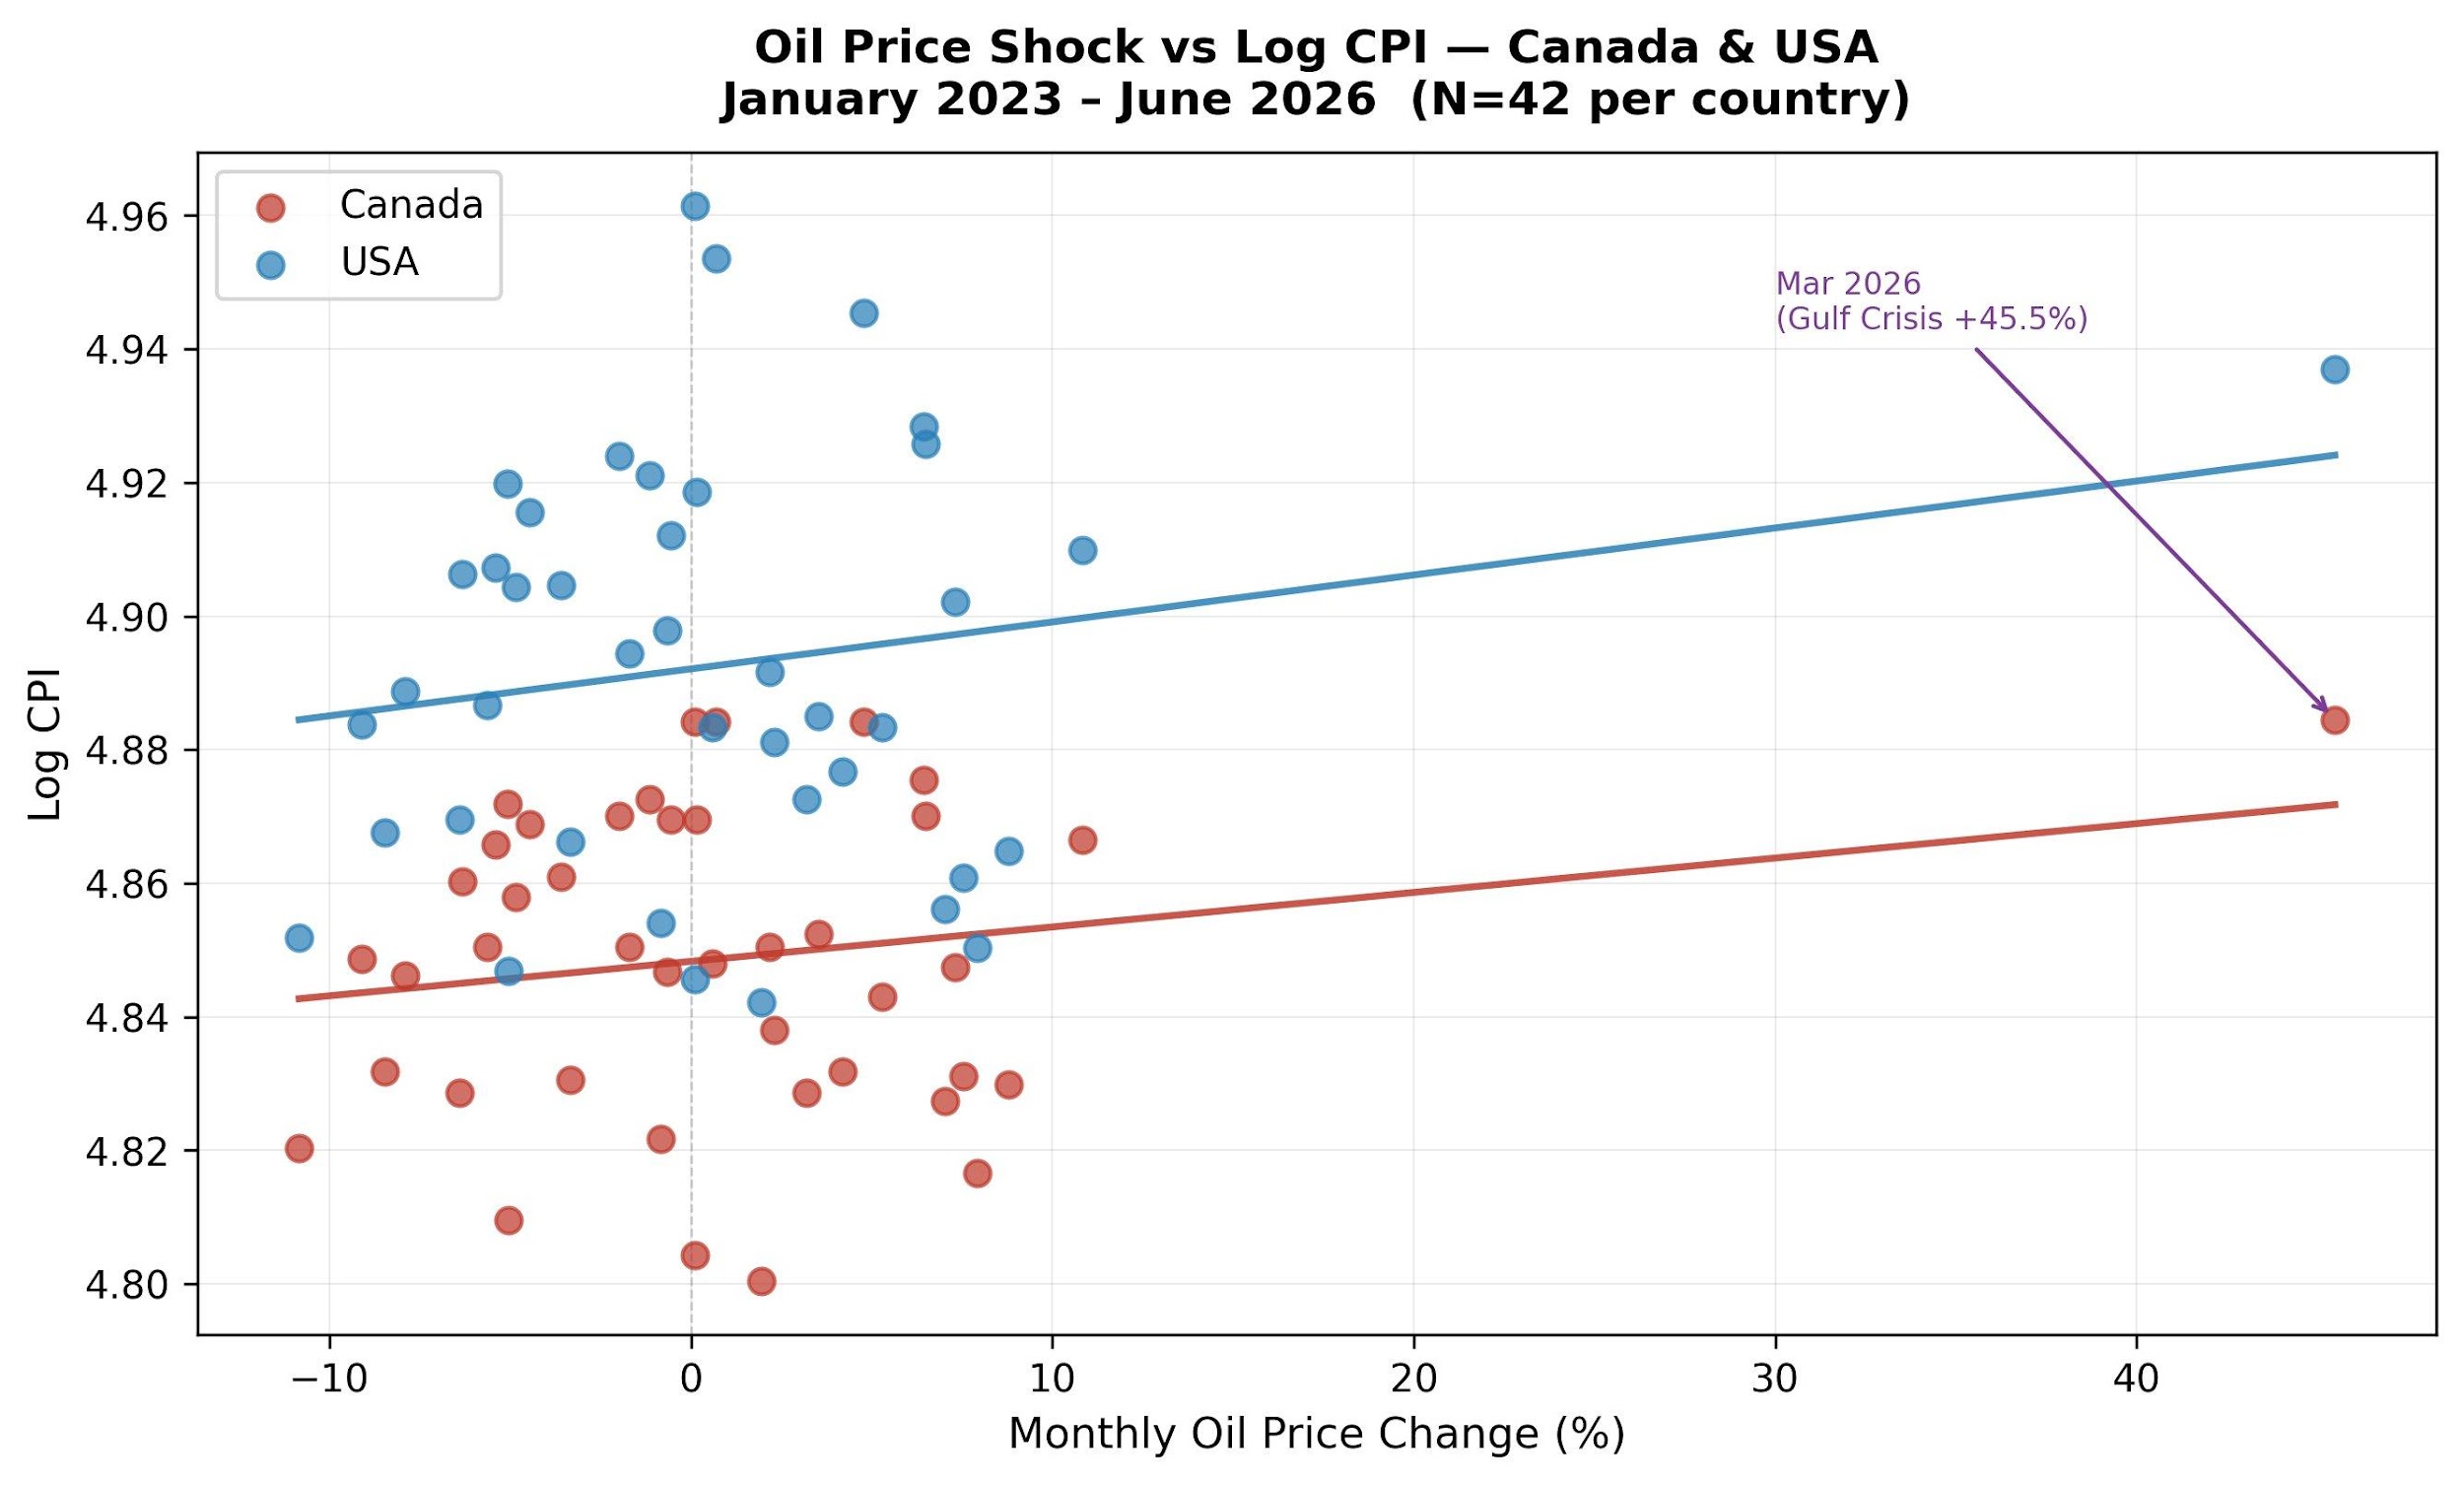 Oil Price Shock vs Log CPI — Canada & USA
January 2023 – June 2026  (N=42 per country)
Canada
USA
Mar 2026
(Gulf Crisis +45.5%)
4.96
4.94
4.92
4.90
4.88
4.86
4.84
4.82
4.80
Log CPI
−10
0
10
20
30
40
Monthly Oil Price Change (%)